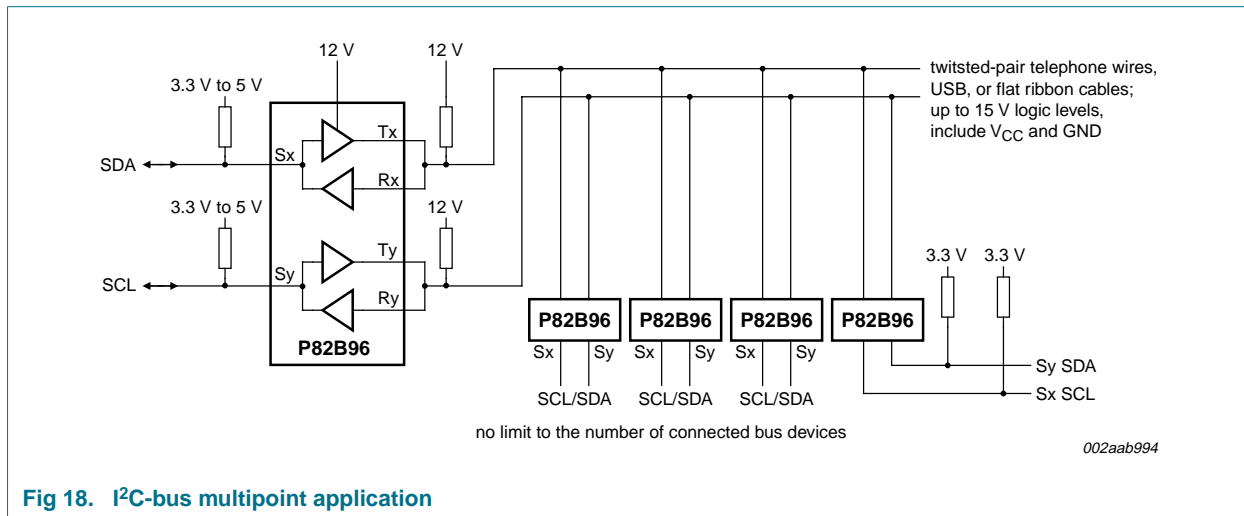 12 V
12 V
3.3 V to 5 V
Tx
Sx
SDA
Rx
3.3 V to 5 V
12 V
Ty
Sy
SCL
Ry
P82B96
twitsted-pair telephone wires,
USB, or flat ribbon cables;
up to 15 V logic levels,
include VCC and GND
3.3 V
3.3 V
P82B96
P82B96
P82B96
P82B96
Sx
Sy
Sx
Sy
Sx
Sy
Sy SDA
Sx SCL
SCL/SDA
SCL/SDA
SCL/SDA
no limit to the number of connected bus devices
002aab994
Fig 18. I²C-bus multipoint application